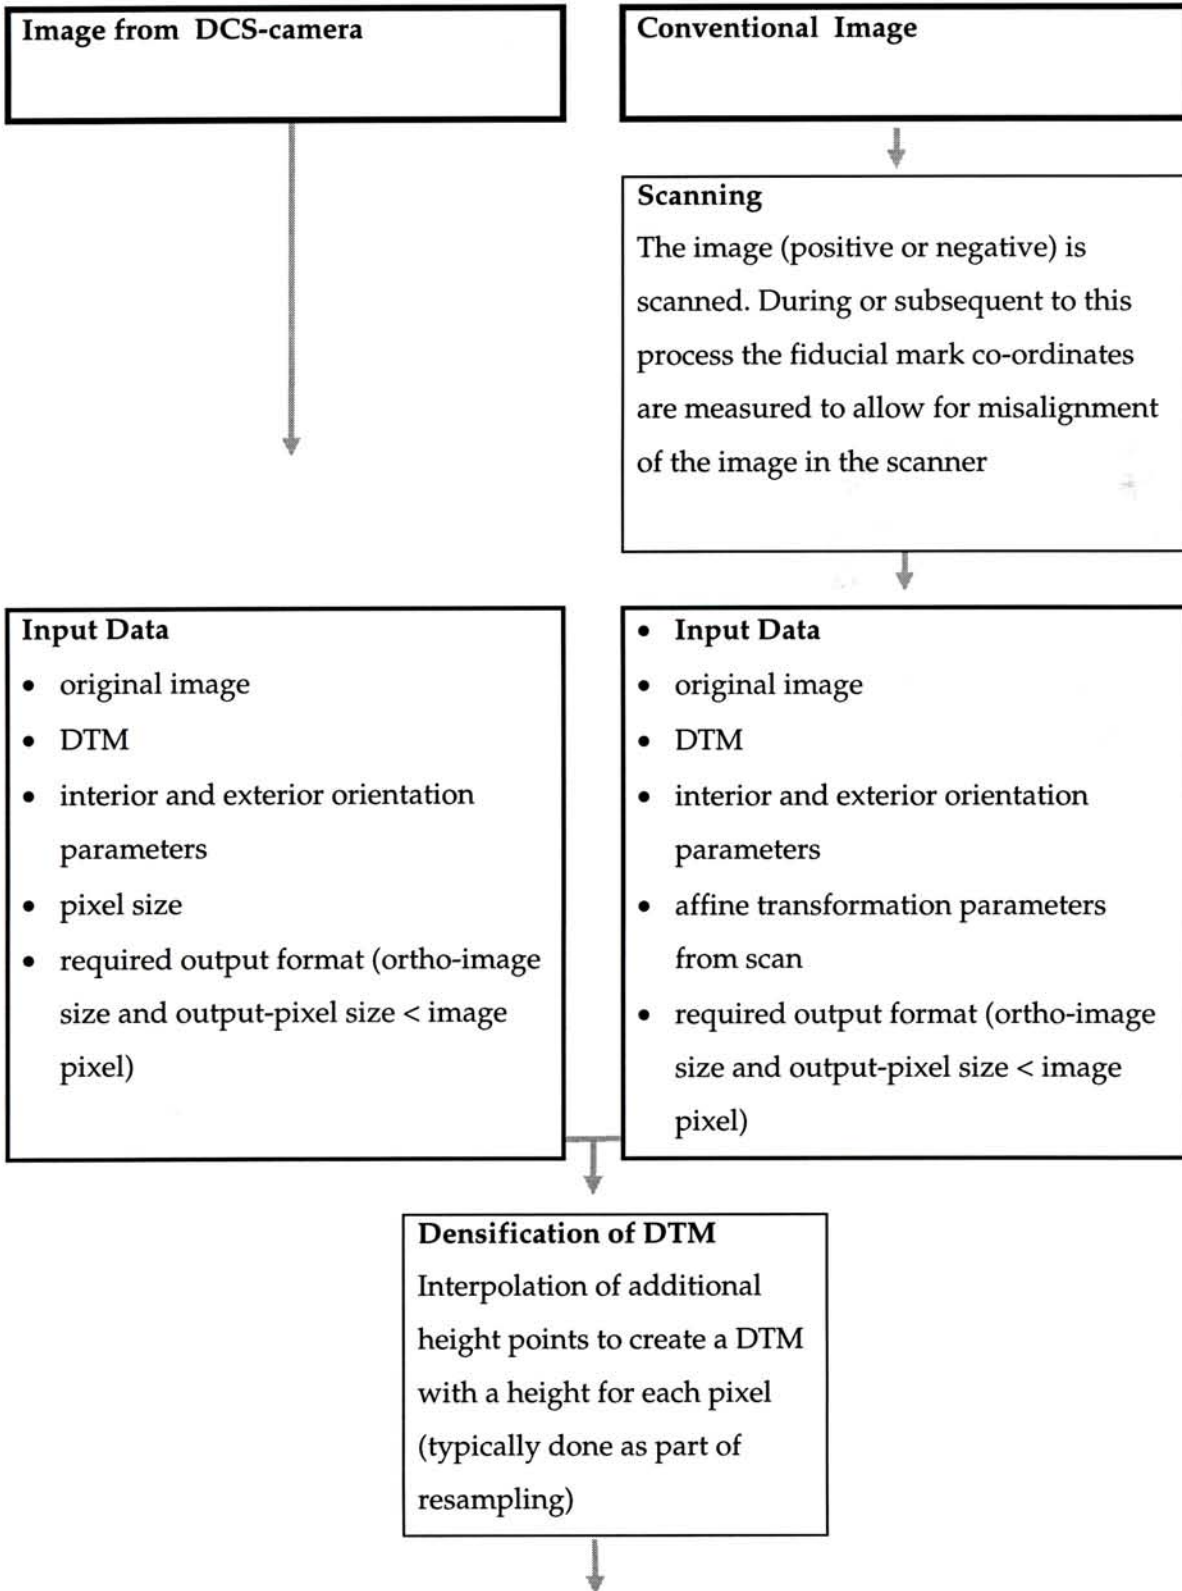 Image from DCS-camera
Conventional Image
Scanning
The image (positive or negative) is
scanned. During or subsequent to this
process the fiducial mark co-ordinates
are measured to allow for misalignment
of the image in the scanner
Input Data
• original image
• DTM
• interior and exterior orientation
parameters
• pixel size
• required output format (ortho-image
size and output-pixel size < image
pixel)
• Input Data
• original image
• DTM
• interior and exterior orientation
parameters
• affine transformation parameters
from scan
• required output format (ortho-image
size and output-pixel size < image
pixel)
Densification of DTM
Interpolation of additional
height points to create a DTM
with a height for each pixel
(typically done as part of
resampling)